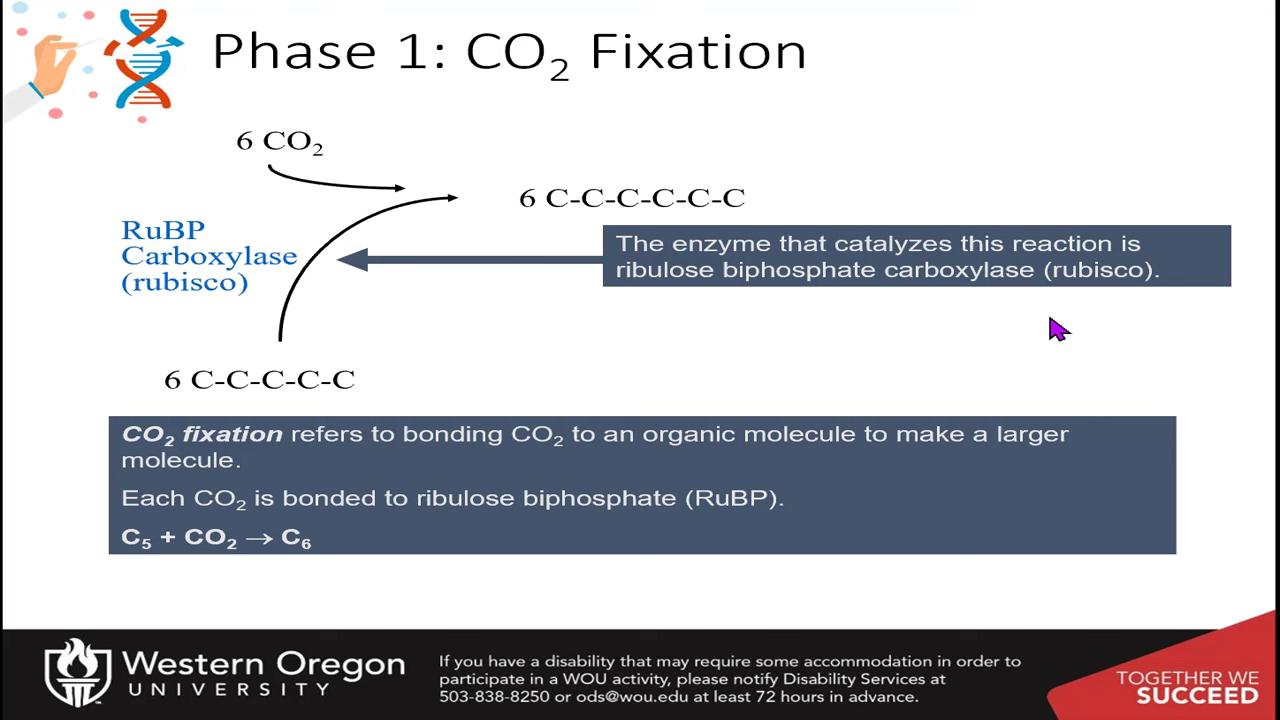 Phase 1: CO₂ Fixation
6 CO₂
6 C-C-C-C-C-C
RuBP
Carboxylase
(rubisco)
The enzyme that catalyzes this reaction is
ribulose biphosphate carboxylase (rubisco).
6 C-C-C-C-C
CO₂ fixation refers to bonding CO₂ to an organic molecule to make a larger
molecule.
Each CO₂ is bonded to ribulose biphosphate (RuBP).
C₅ + CO₂ → C₆
Western Oregon
UNIVERSITY
If you have a disability that may require some accommodation in order to
participate in a WOU activity, please notify Disability Services at
503-838-8250 or ods@wou.edu at least 72 hours in advance.
TOGETHER WE
SUCCEED